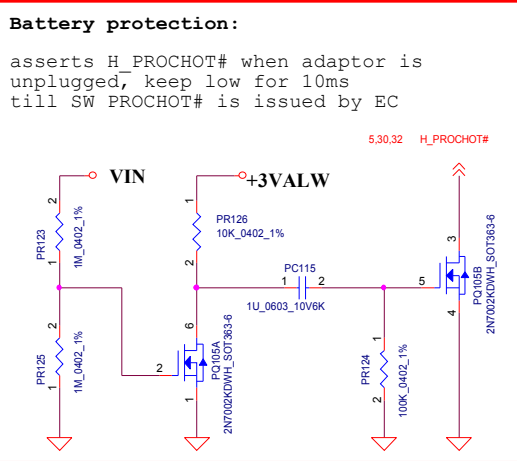 Battery protection:
asserts H_PROCHOT# when adaptor is
unplugged, keep low for 10ms
till SW PROCHOT# is issued by EC
5,30,32 H_PROCHOT#
VIN
+3VALW
2
PR123
1M_0402_1%
1
1
PR126
10K_0402_1%
2
PC115
1 2
1U_0603_10V6K
3
5
4
PQ105B
2N7002KDWH_SOT363-6
2
PR125
1M_0402_1%
1
6
2
1
PQ105A
2N7002KDWH_SOT363-6
1
PR124
100K_0402_1%
2